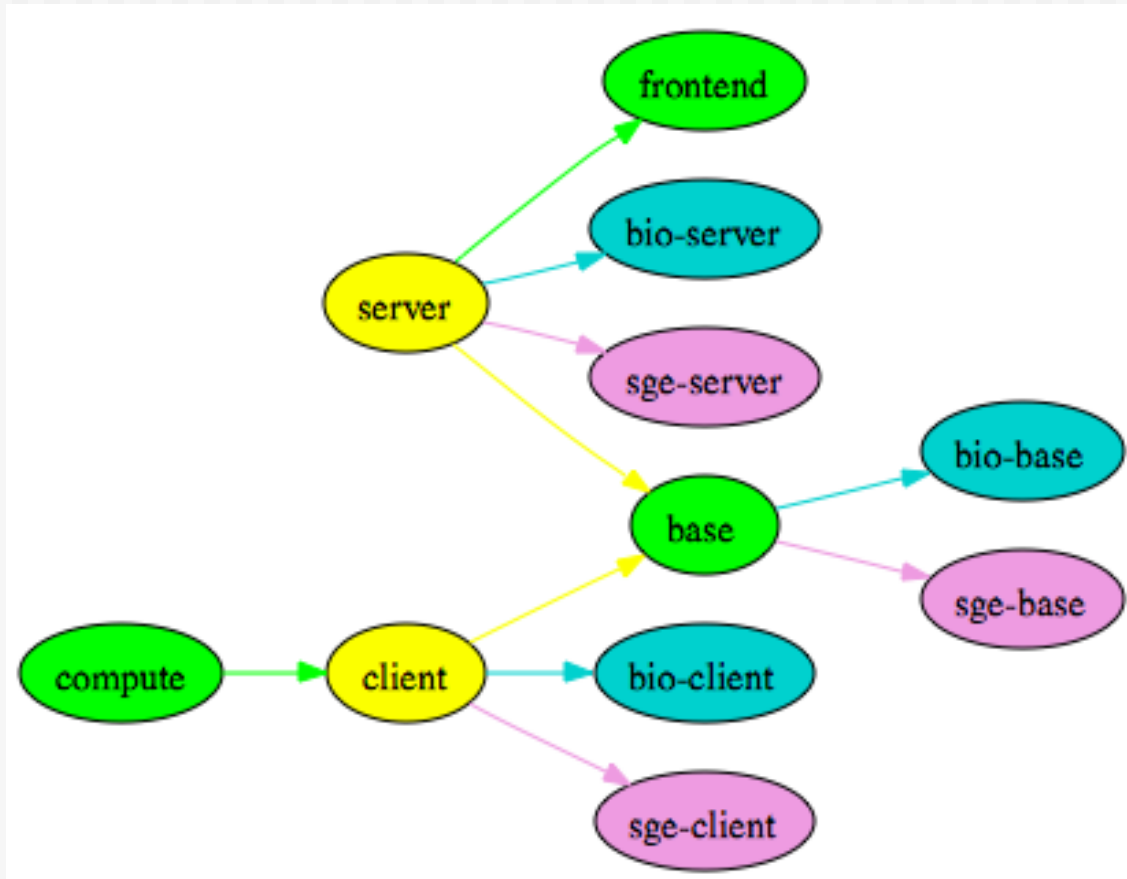 frontend
bio-server
server
sge-server
bio-base
base
sge-base
compute
client
bio-client
sge-client